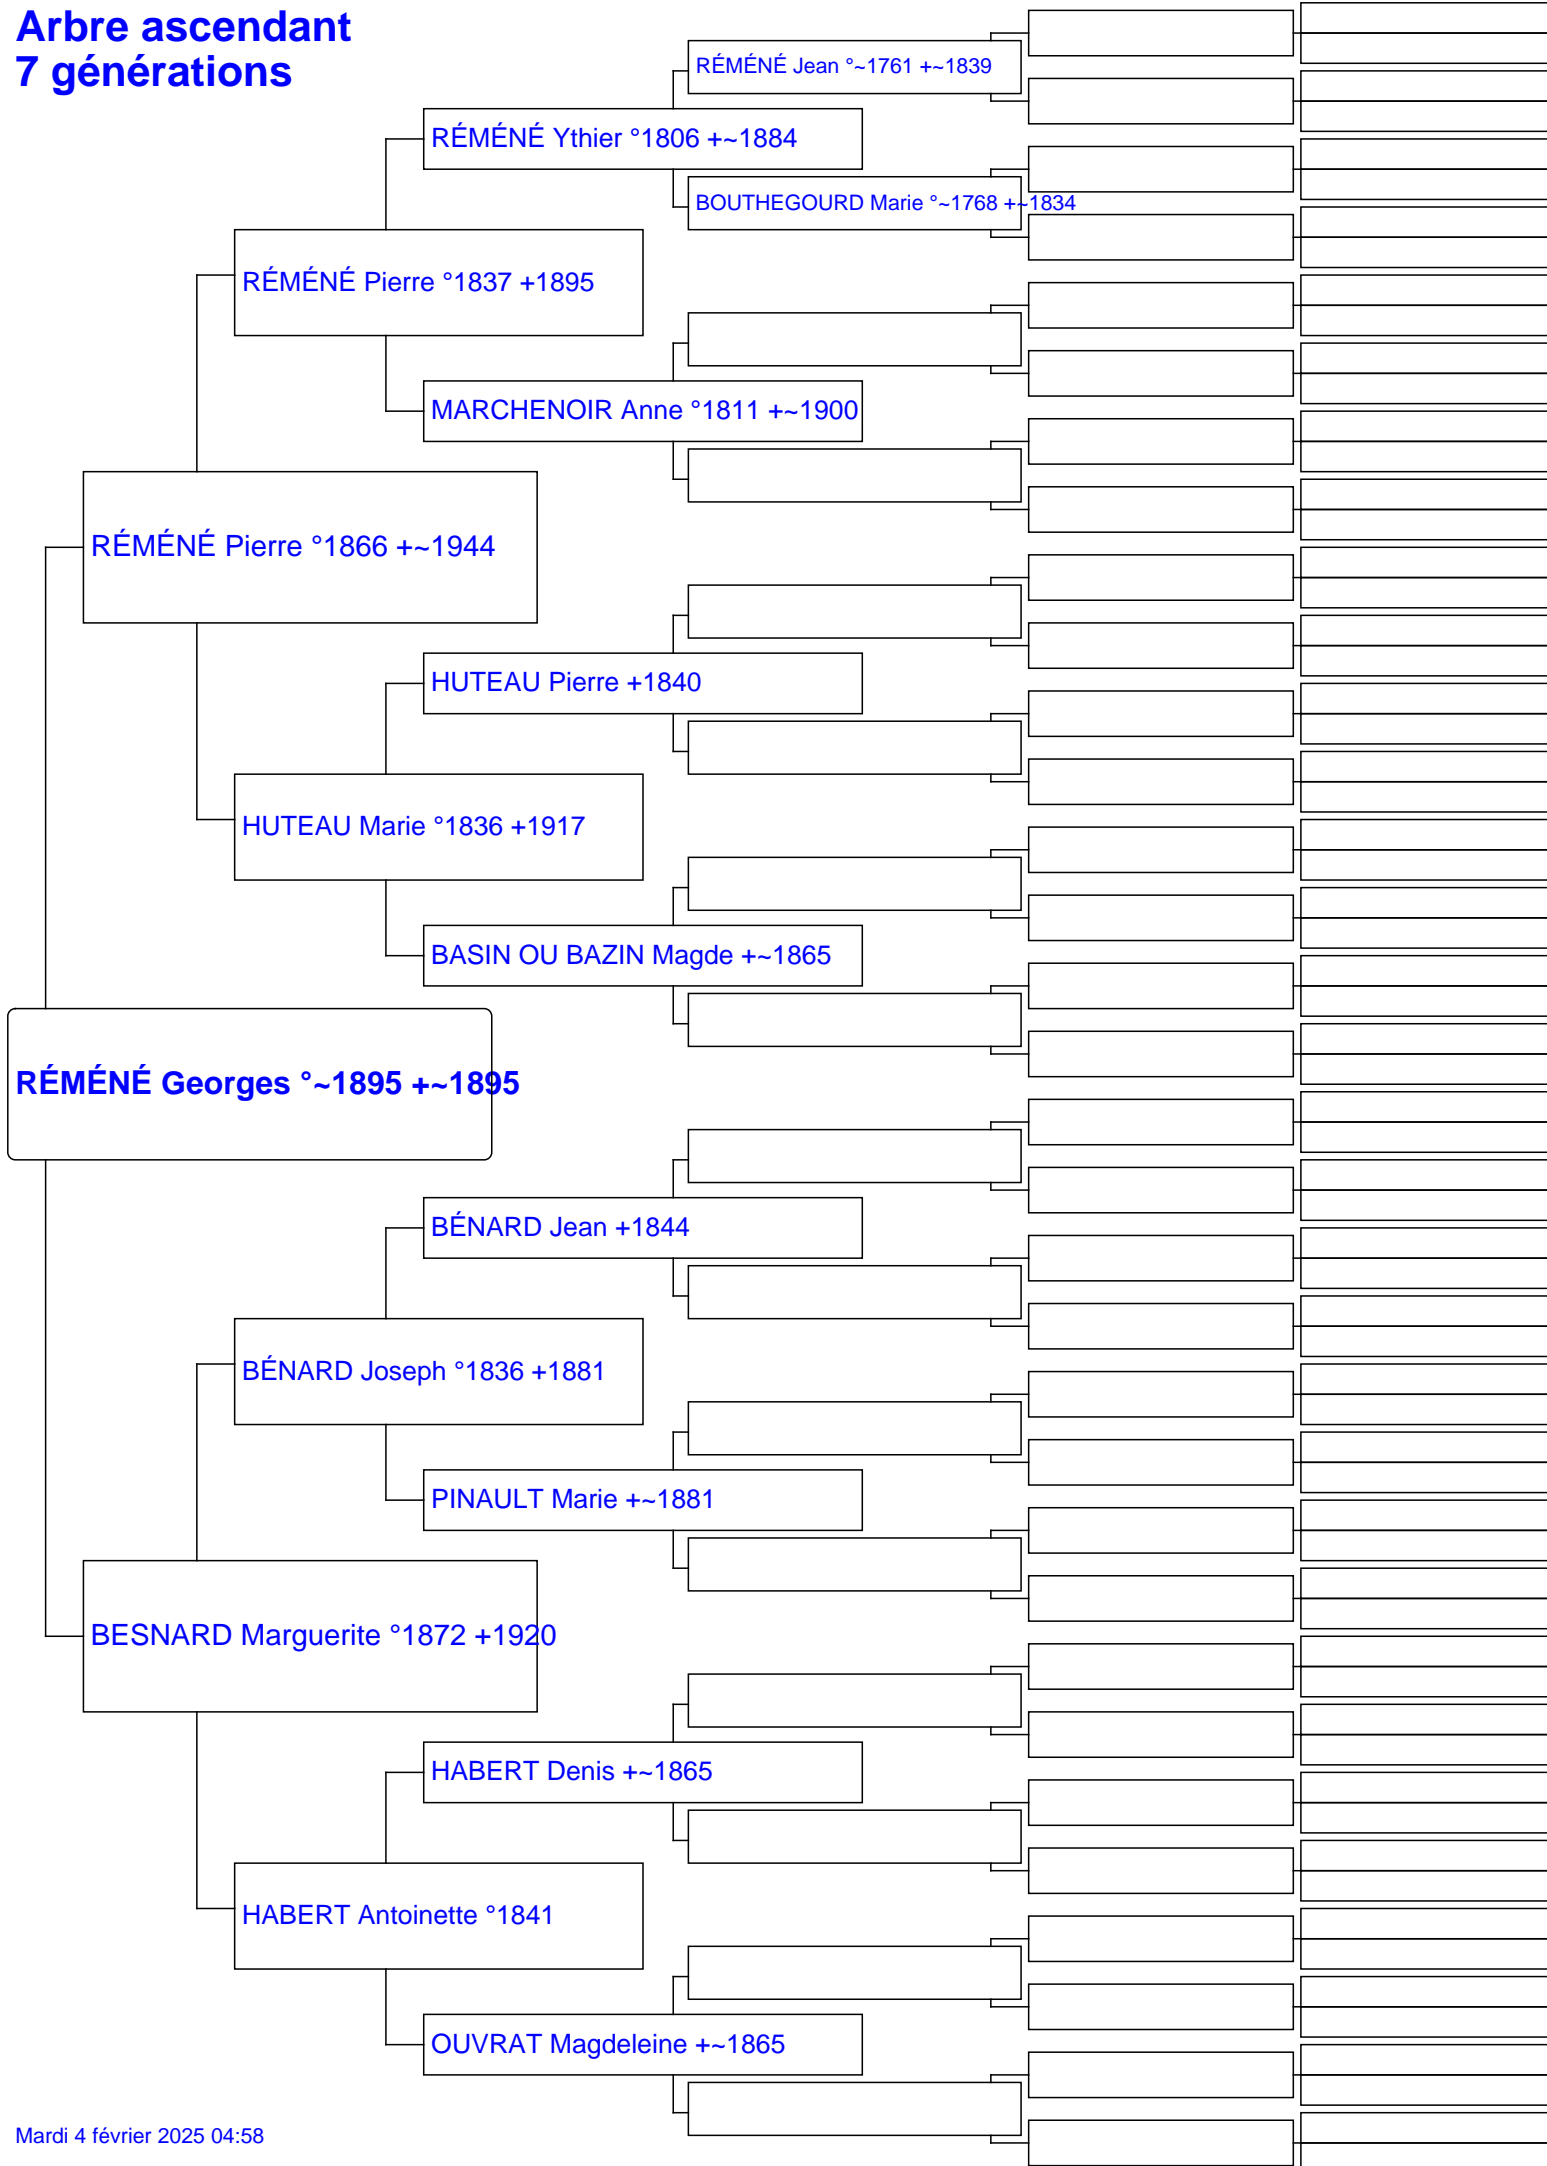 Arbre ascendant
7 générations
RÉMÉNÉ Jean °~1761 +~1839
RÉMÉNÉ Ythier °1806 +~1884
BOUTHEGOURD Marie °~1768 +~1834
RÉMÉNÉ Pierre °1837 +1895
MARCHENOIR Anne °1811 +~1900
RÉMÉNÉ Pierre °1866 +~1944
HUTEAU Pierre +1840
HUTEAU Marie °1836 +1917
BASIN OU BAZIN Magde +~1865
RÉMÉNÉ Georges °~1895 +~1895
BÉNARD Jean +1844
BÉNARD Joseph °1836 +1881
PINAULT Marie +~1881
BESNARD Marguerite °1872 +1920
HABERT Denis +~1865
HABERT Antoinette °1841
OUVRAT Magdeleine +~1865
Mardi 4 février 2025 04:58